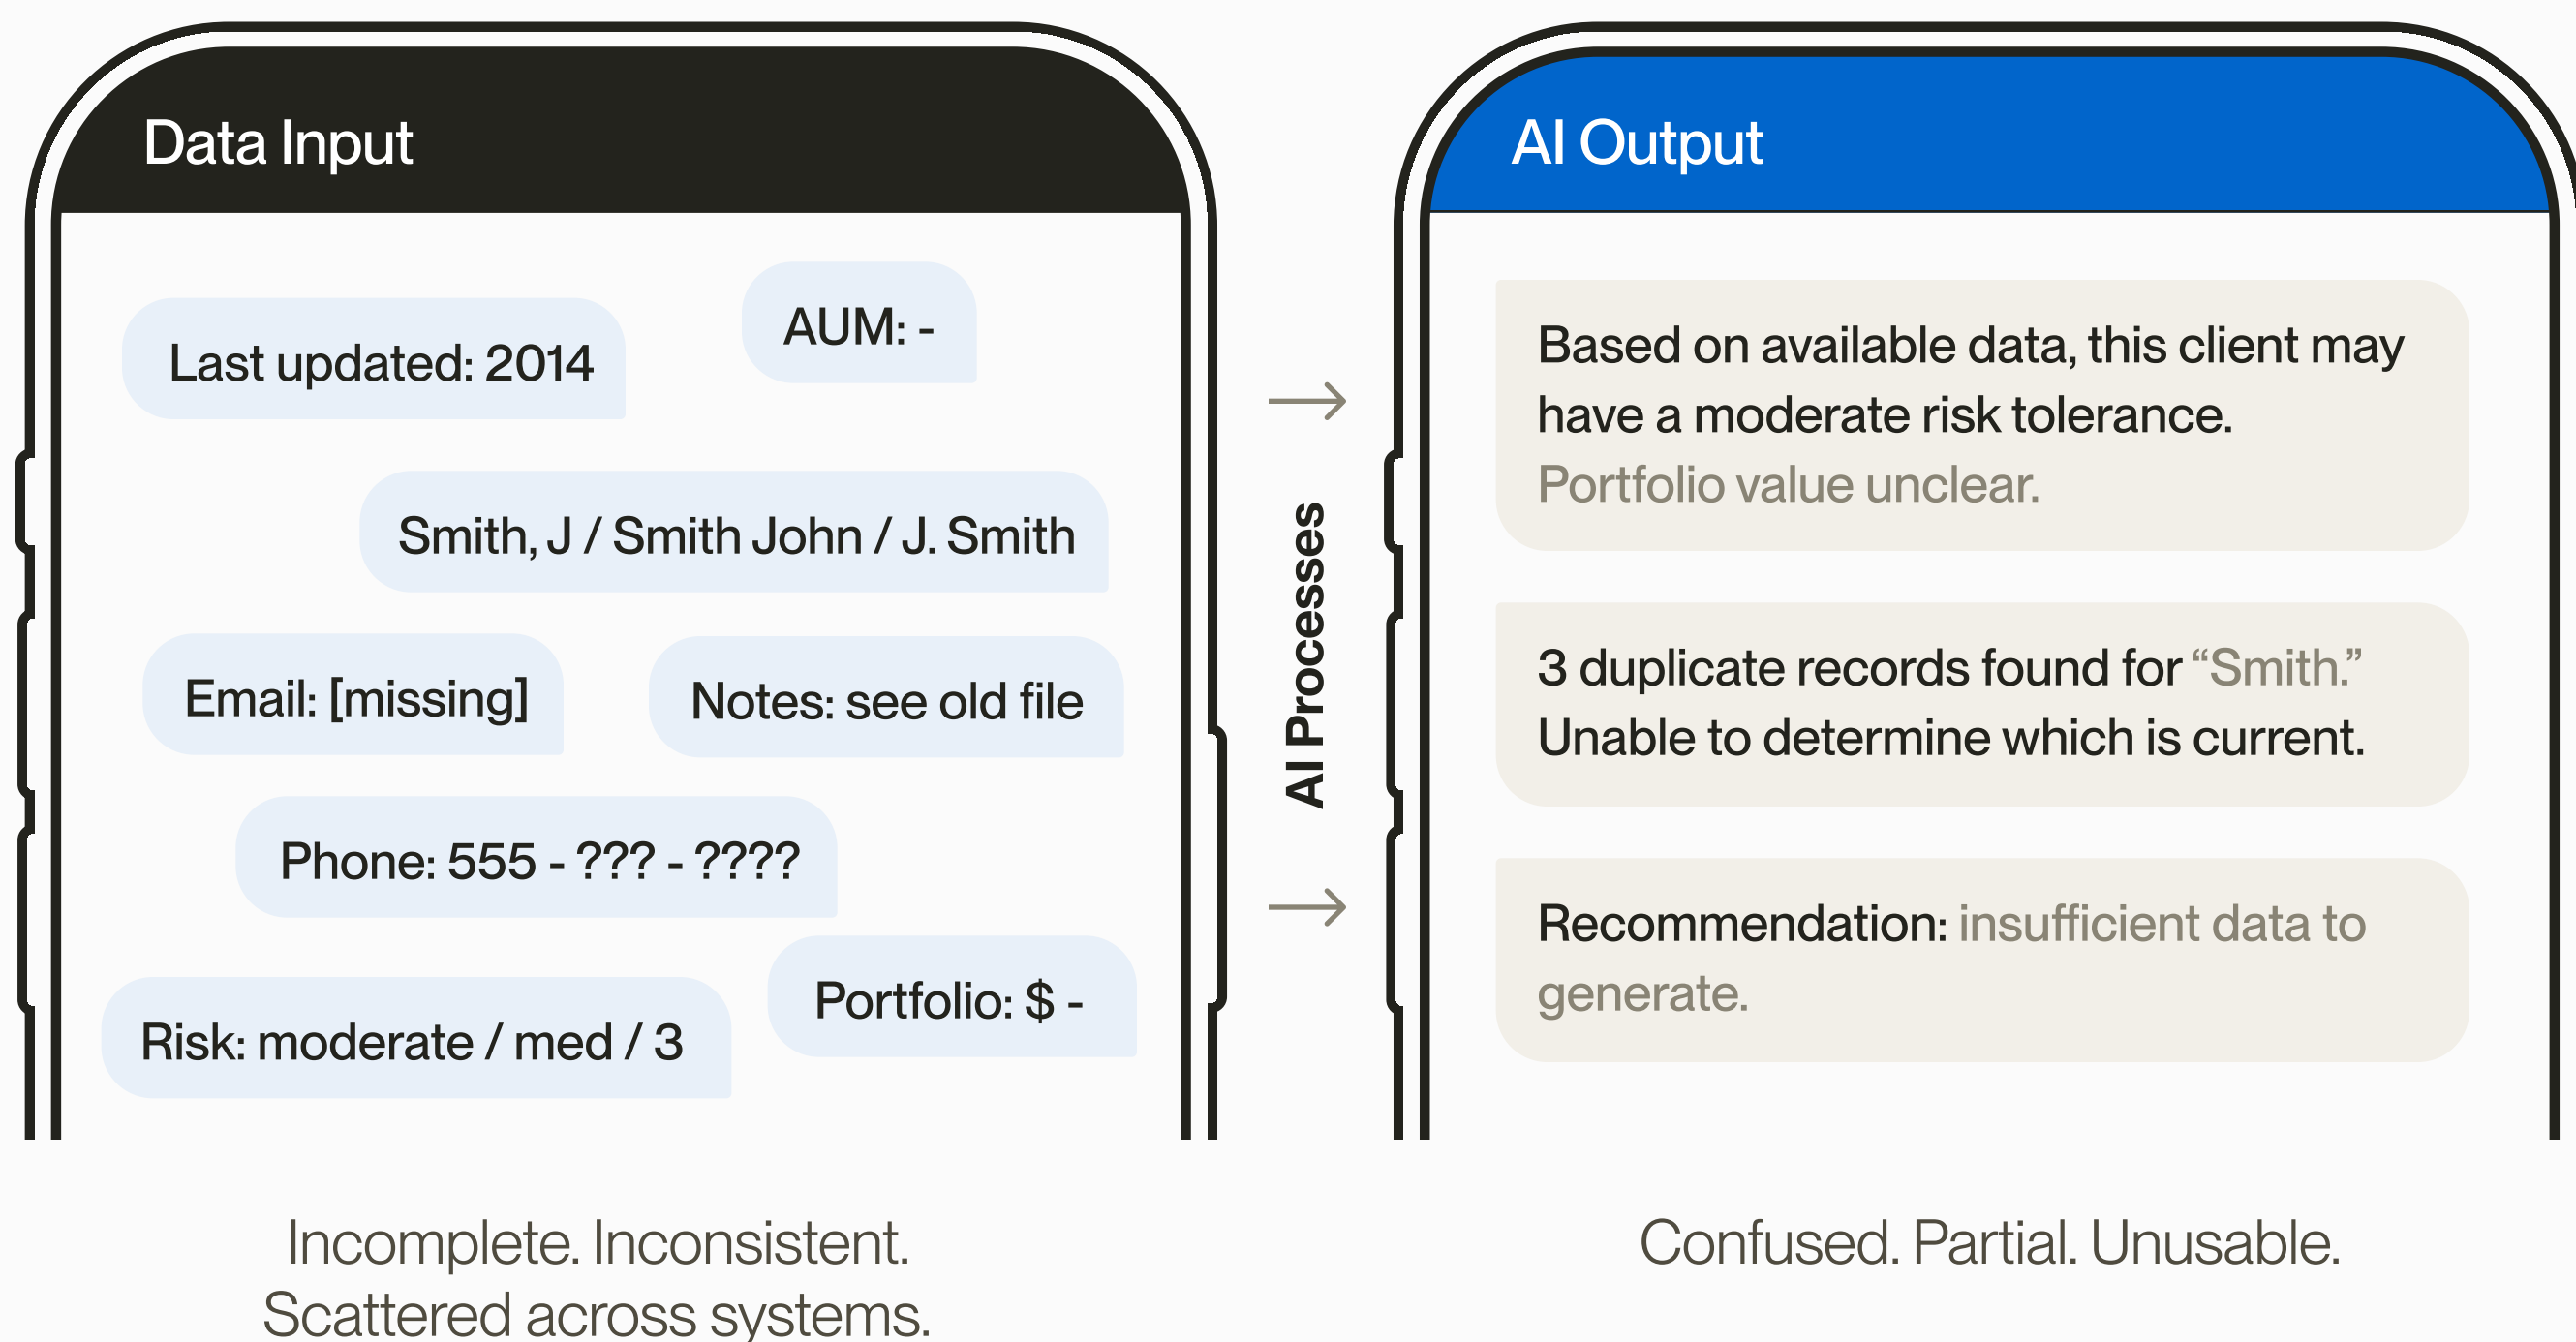 Data Input
Last updated: 2014
AUM: -
Smith, J / Smith John / J. Smith
Email: [missing]
Notes: see old file
Phone: 555 - ??? - ????
Portfolio: $ -
Risk: moderate / med / 3
Incomplete. Inconsistent.
Scattered across systems.
AI Processes
AI Output
Based on available data, this client may
have a moderate risk tolerance.
Portfolio value unclear.
3 duplicate records found for “Smith.”
Unable to determine which is current.
Recommendation: insufficient data to
generate.
Confused. Partial. Unusable.